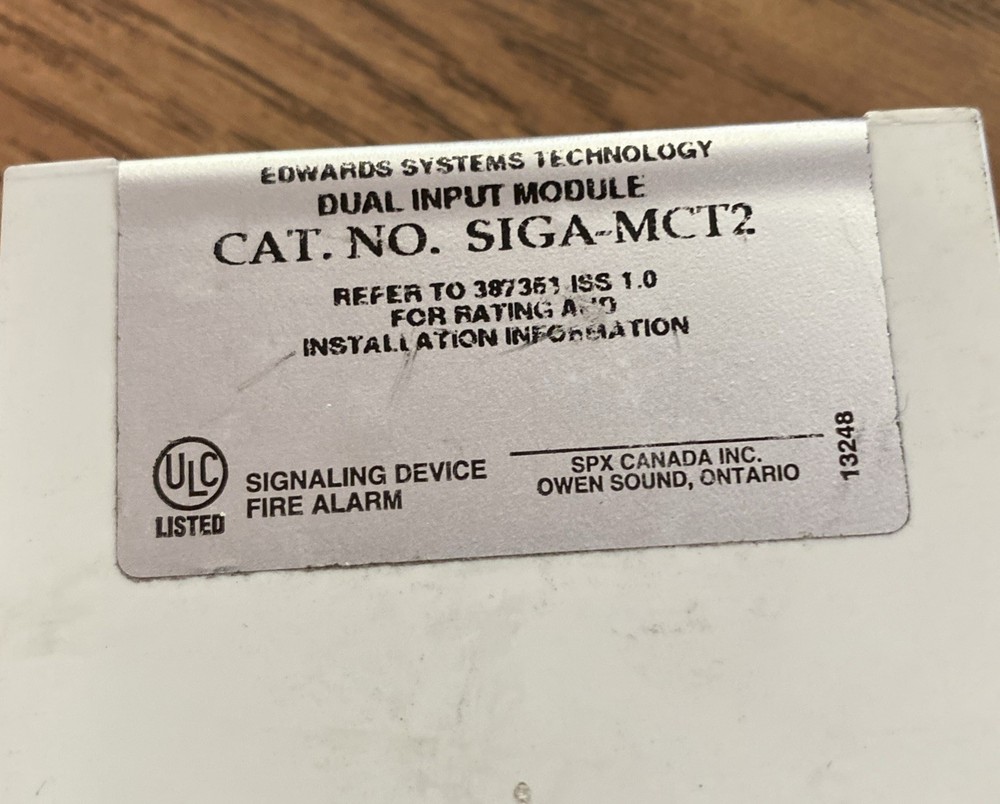 EDWARDS SYSTEMS TECHNOLOGY
DUAL INPUT MODULE
CAT. NO. SIGA-MCT2
REFER TO 387351 ISS 1.0
FOR RATING AND
INSTALLATION INFORMATION
ULC
LISTED
SIGNALING DEVICE
FIRE ALARM
SPX CANADA INC.
OWEN SOUND, ONTARIO
13248